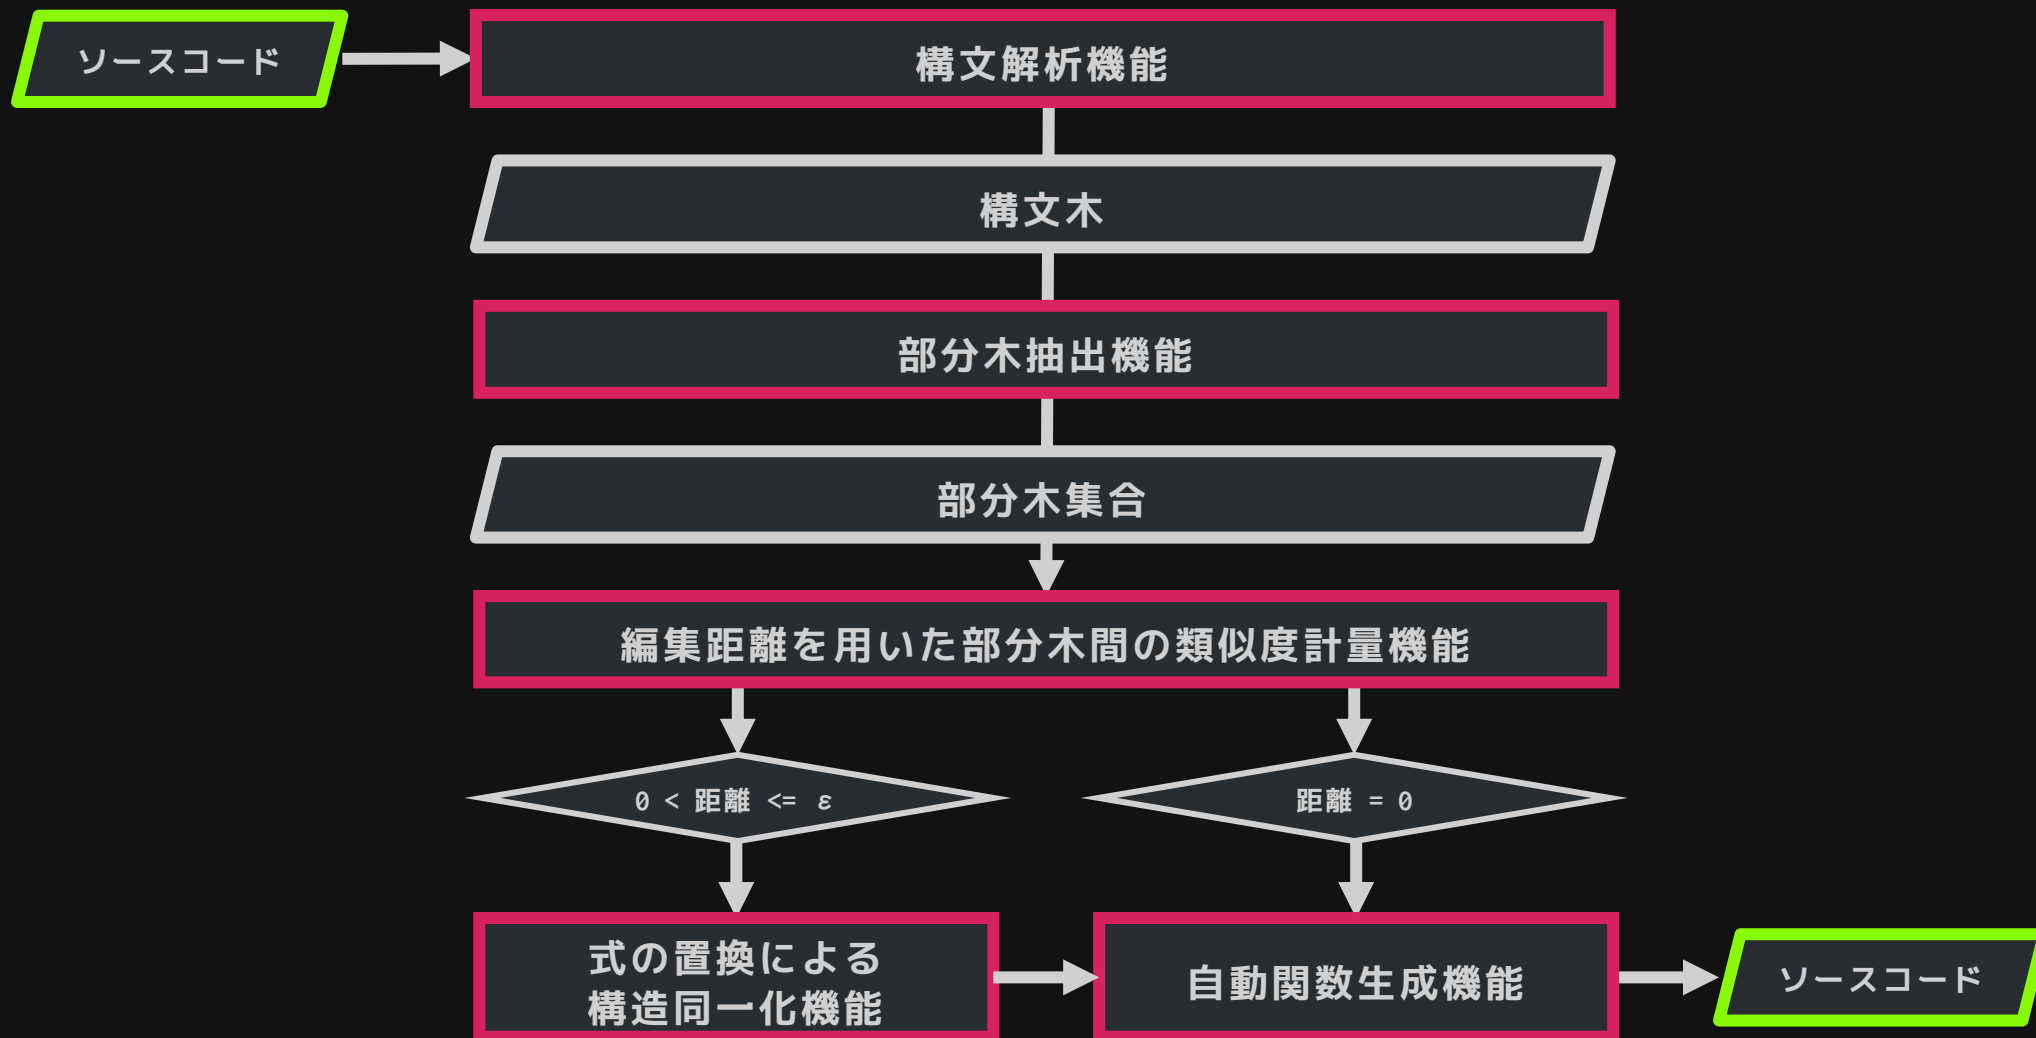 ソースコード
構文解析機能
構文木
部分木抽出機能
部分木集合
編集距離を用いた部分木間の類似度計量機能
0 < 距離 <= ε
距離 = 0
式の置換による
構造同一化機能
自動関数生成機能
ソースコード